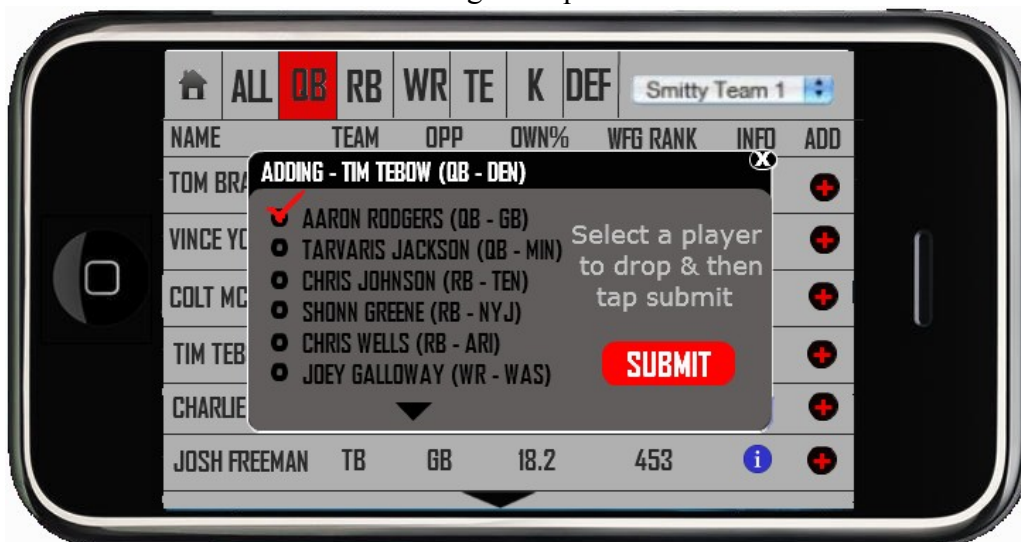 ALL QB RB WR TE K DEF Smitty Team 1
NAME TEAM OPP OWN% WFG RANK INFO ADD
X
ADDING - TIM TEBOW (QB - DEN)
TOM BRA
AARON RODGERS (QB - GB)
VINCE YO
TARVARIS JACKSON (QB - MIN)
COLT MC
CHRIS JOHNSON (RB - TEN)
SHONN GREENE (RB - NYJ)
TIM TEB
CHRIS WELLS (RB - ARI)
JOEY GALLOWAY (WR - WAS)
CHARLIE
Select a player
to drop & then
tap submit
SUBMIT
JOSH FREEMAN TB GB 18.2 453 i